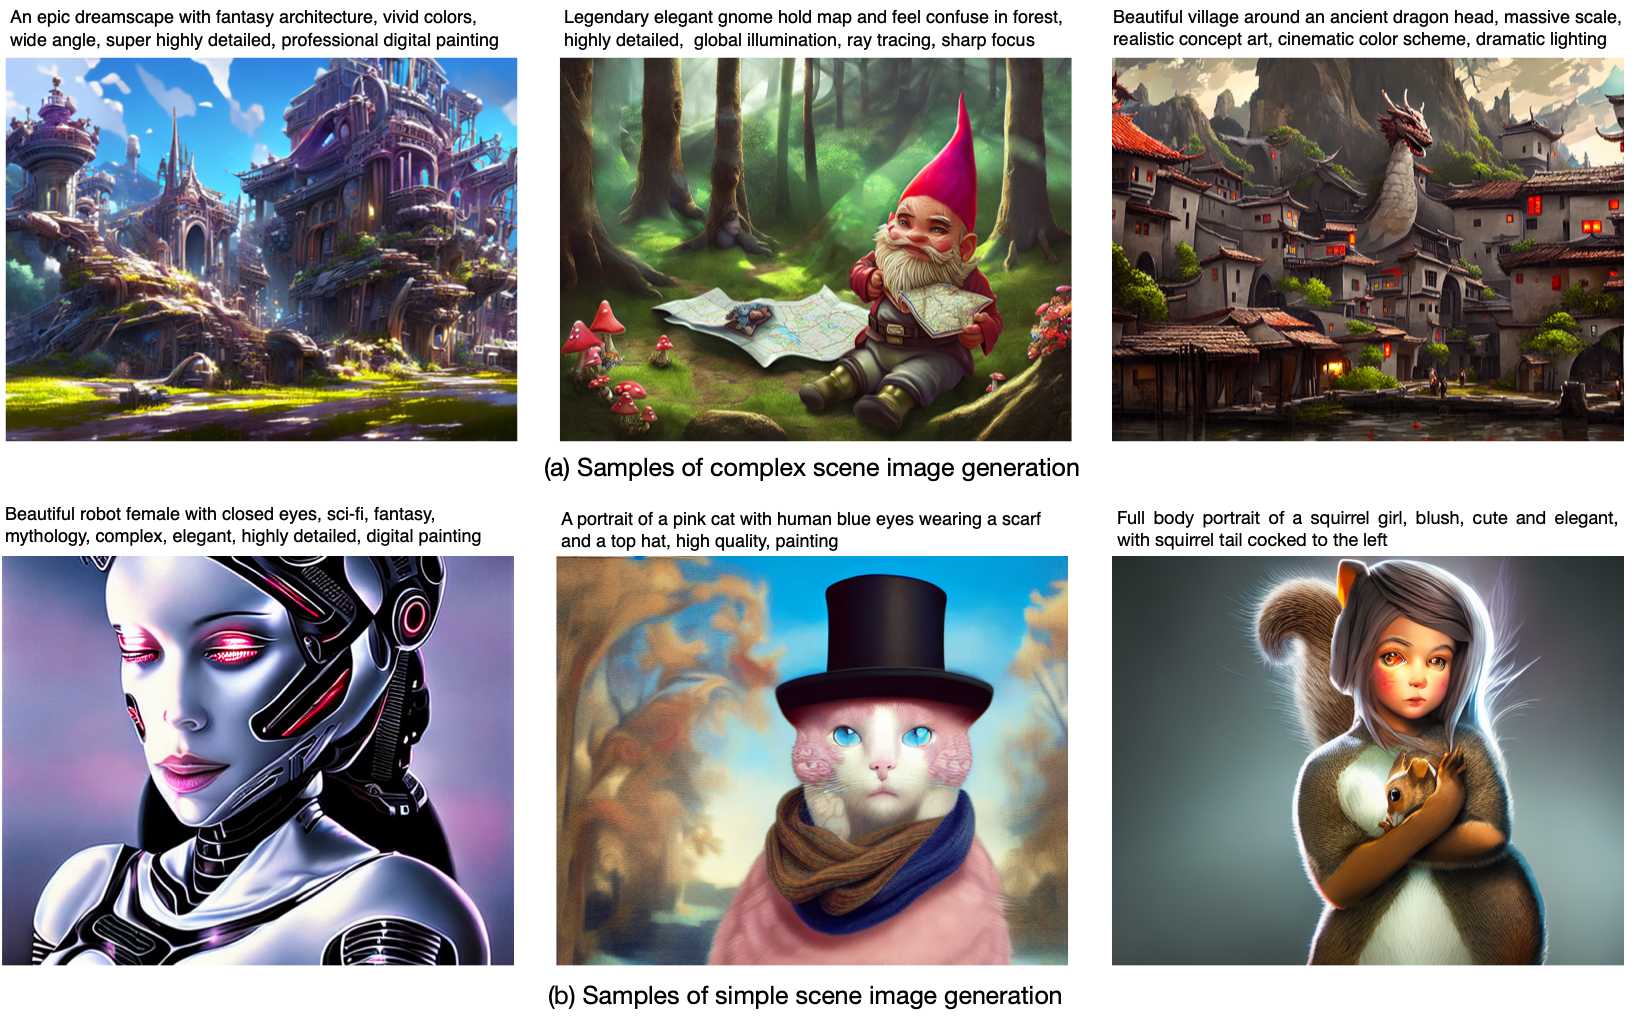 An epic dreamscape with fantasy architecture, vivid colors,
wide angle, super highly detailed, professional digital painting
Legendary elegant gnome hold map and feel confuse in forest,
highly detailed, global illumination, ray tracing, sharp focus
Beautiful village around an ancient dragon head, massive scale,
realistic concept art, cinematic color scheme, dramatic lighting
(a) Samples of complex scene image generation
Beautiful robot female with closed eyes, sci-fi, fantasy,
mythology, complex, elegant, highly detailed, digital painting
A portrait of a pink cat with human blue eyes wearing a scarf
and a top hat, high quality, painting
Full body portrait of a squirrel girl, blush, cute and elegant,
with squirrel tail cocked to the left
(b) Samples of simple scene image generation